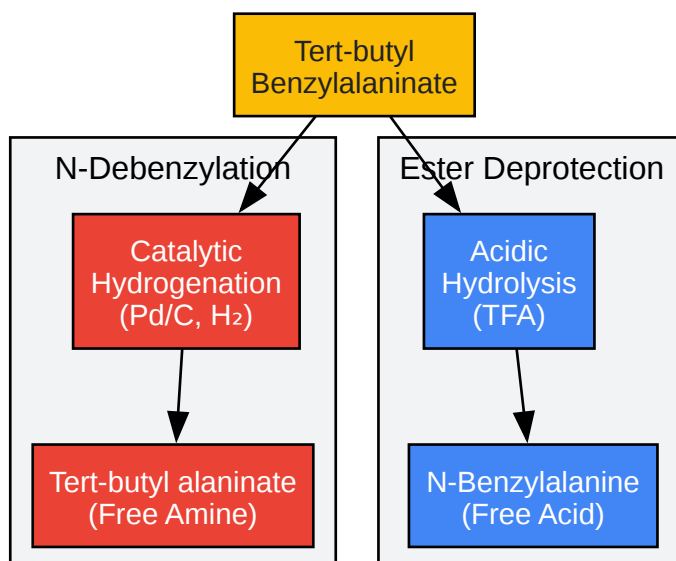 Tert-butyl
Benzylalaninate
N-Debenzylation
Ester Deprotection
Catalytic
Hydrogenation
(Pd/C, H₂)
Acidic
Hydrolysis
(TFA)
Tert-butyl alaninate
(Free Amine)
N-Benzylalanine
(Free Acid)